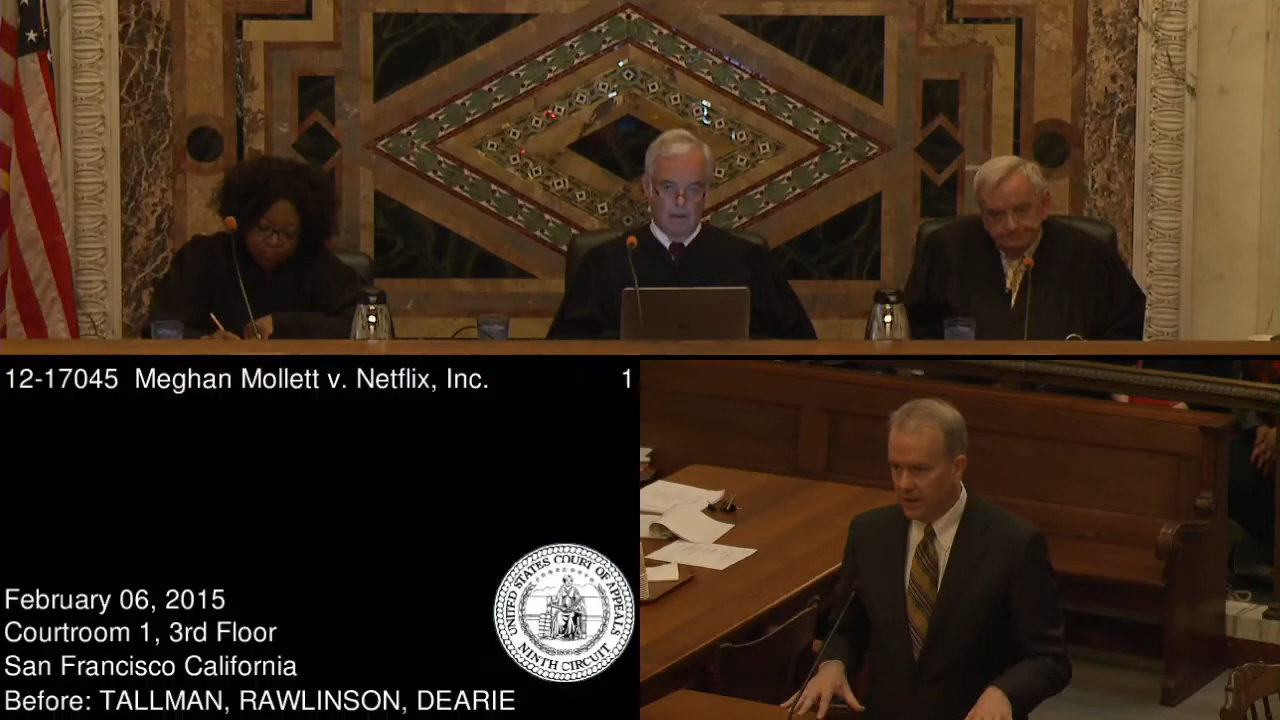 12-17045 Meghan Mollett v. Netflix, Inc. 1
February 06, 2015
Courtroom 1, 3rd Floor
San Francisco California
Before: TALLMAN, RAWLINSON, DEARIE
UNITED STATES COURT OF APPEALS
NINTH CIRCUIT